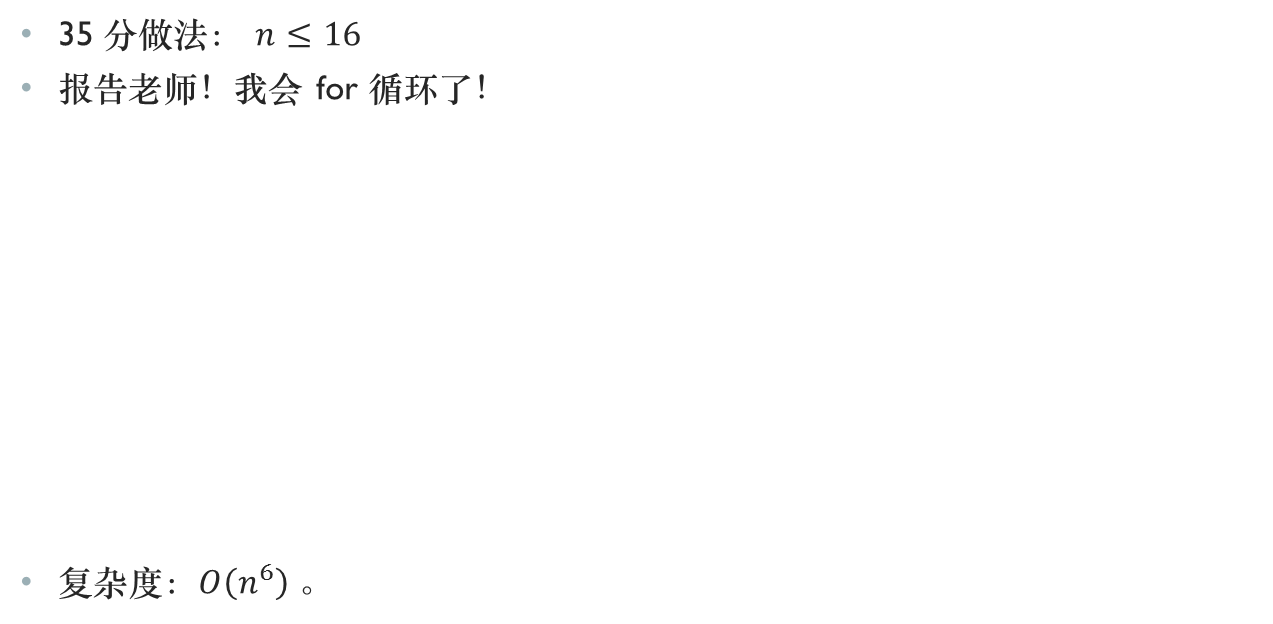 • 35 分做法： n ≤ 16
• 报告老师！我会 for 循环了！
• 复杂度：O(n⁶) 。